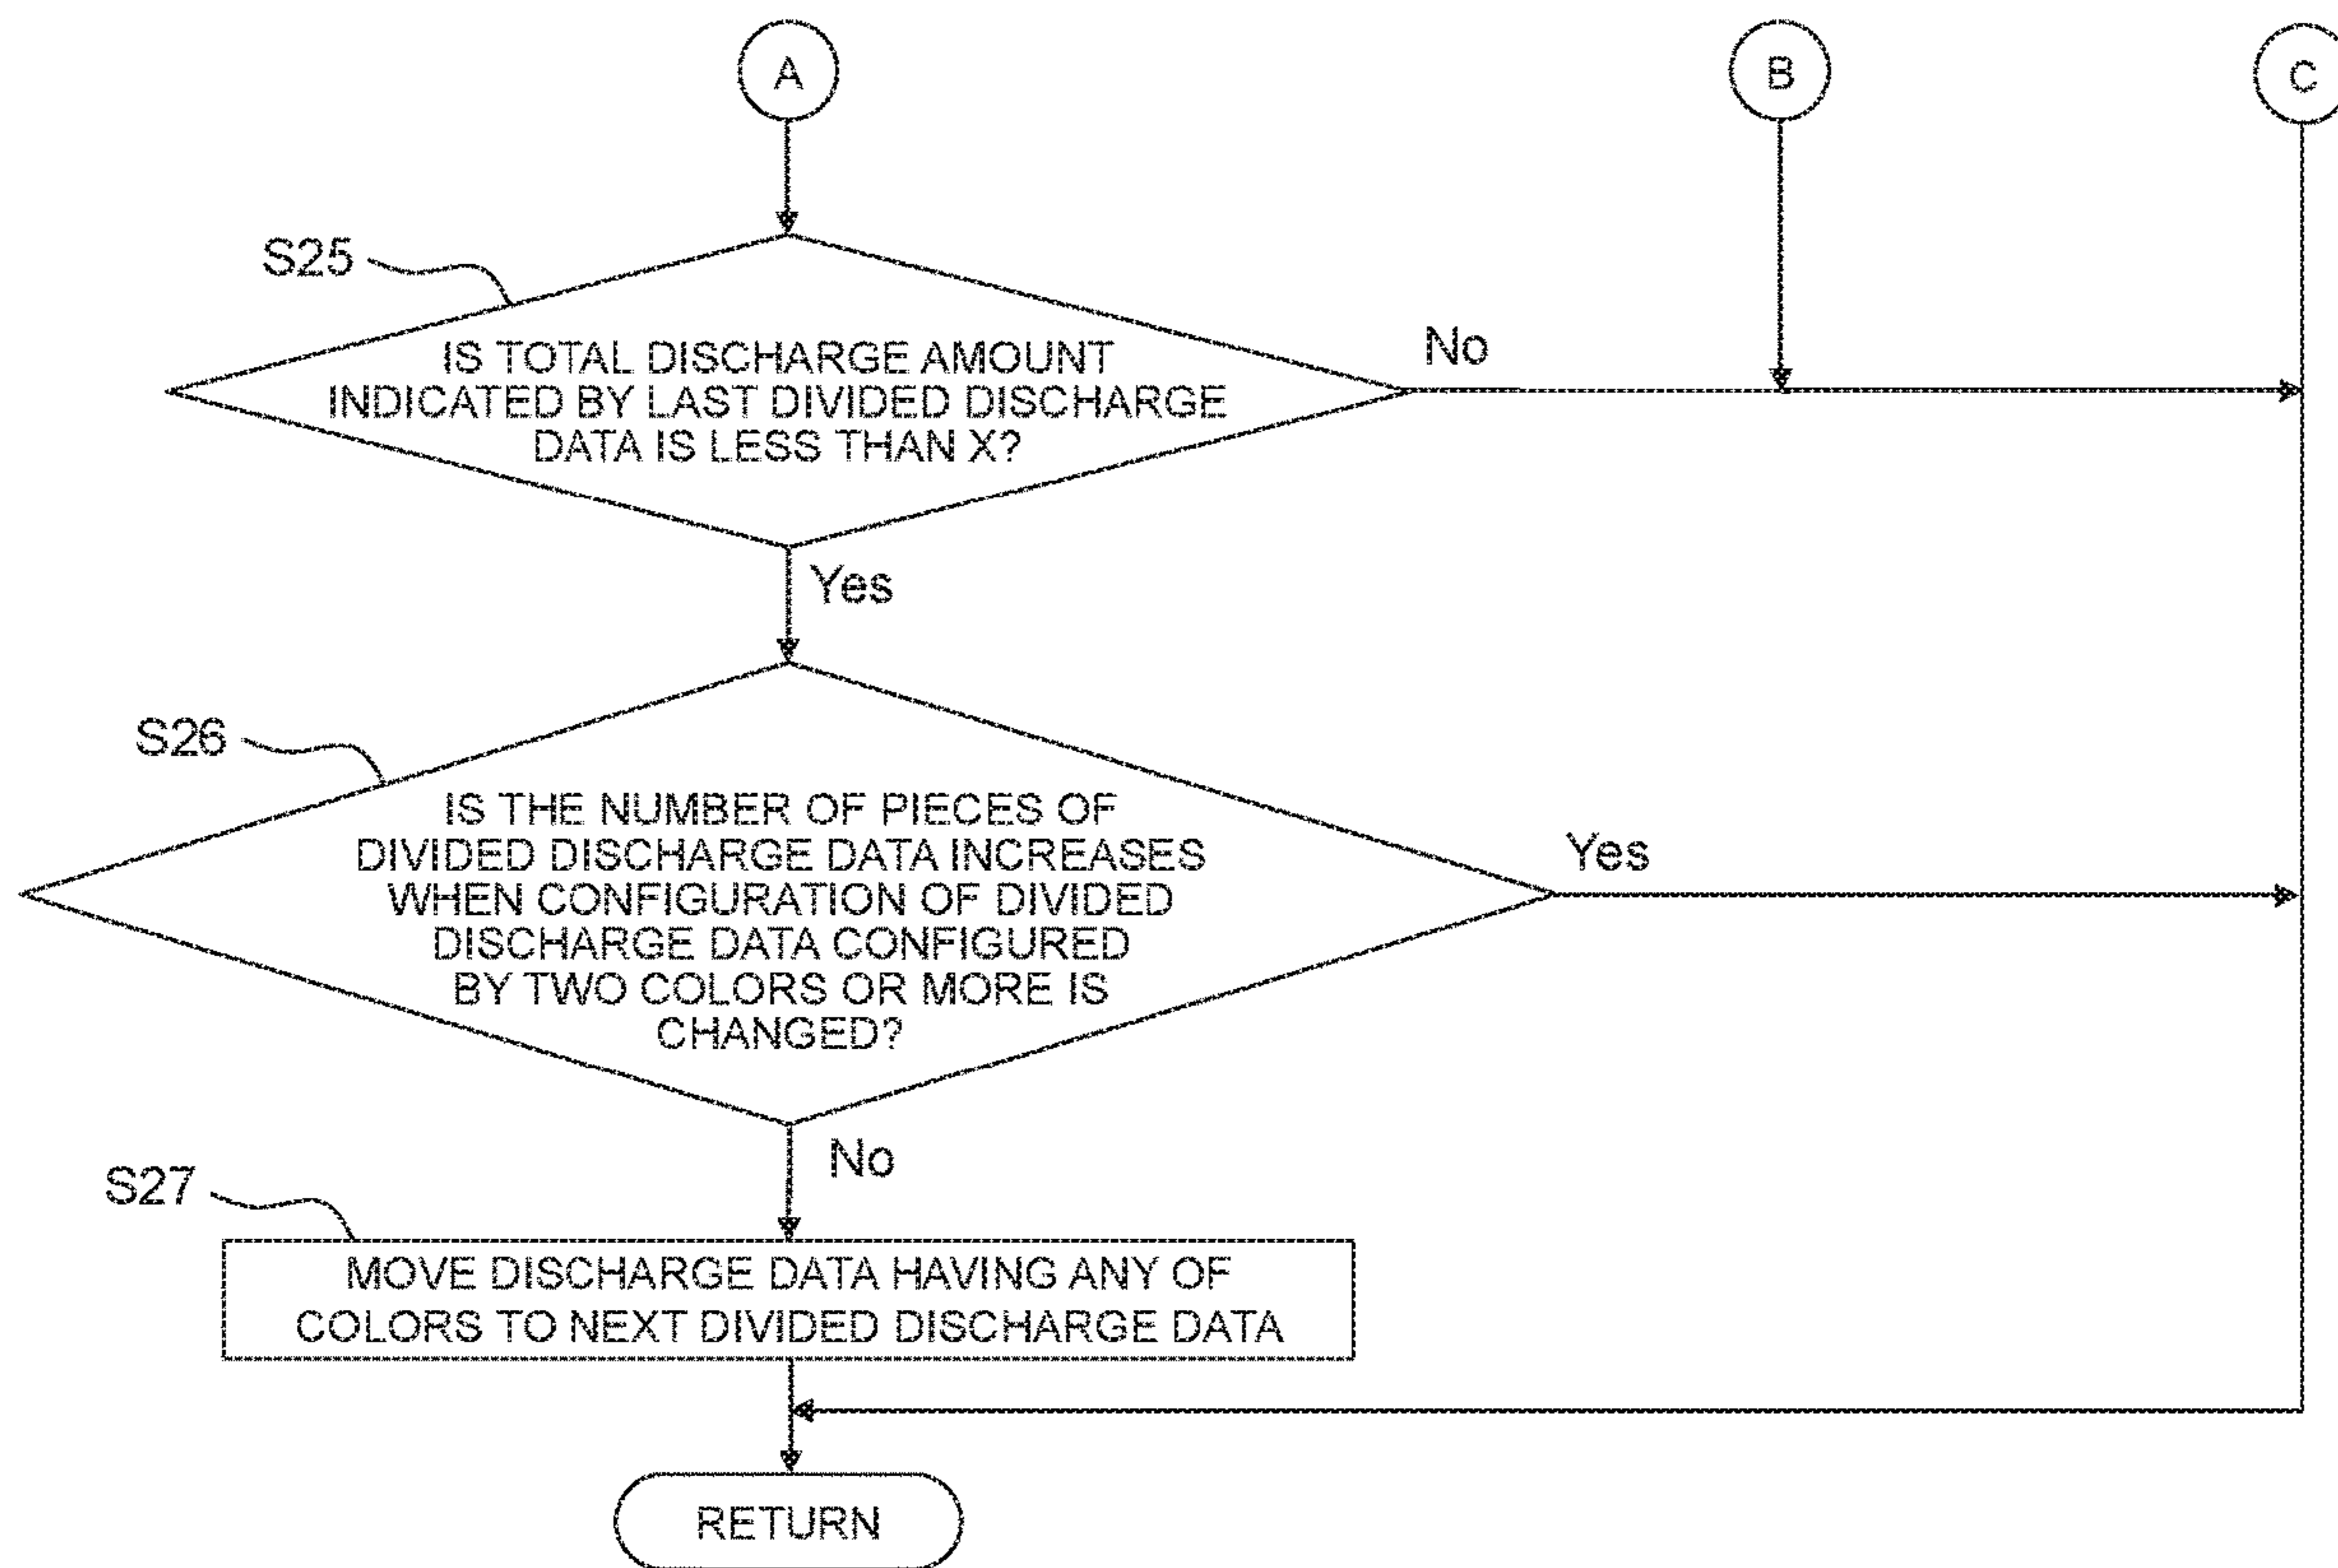 A
B
C
S25
IS TOTAL DISCHARGE AMOUNT
INDICATED BY LAST DIVIDED DISCHARGE
DATA IS LESS THAN X?
No
Yes
S26
IS THE NUMBER OF PIECES OF
DIVIDED DISCHARGE DATA INCREASES
WHEN CONFIGURATION OF DIVIDED
DISCHARGE DATA CONFIGURED
BY TWO COLORS OR MORE IS
CHANGED?
Yes
No
S27
MOVE DISCHARGE DATA HAVING ANY OF
COLORS TO NEXT DIVIDED DISCHARGE DATA
RETURN